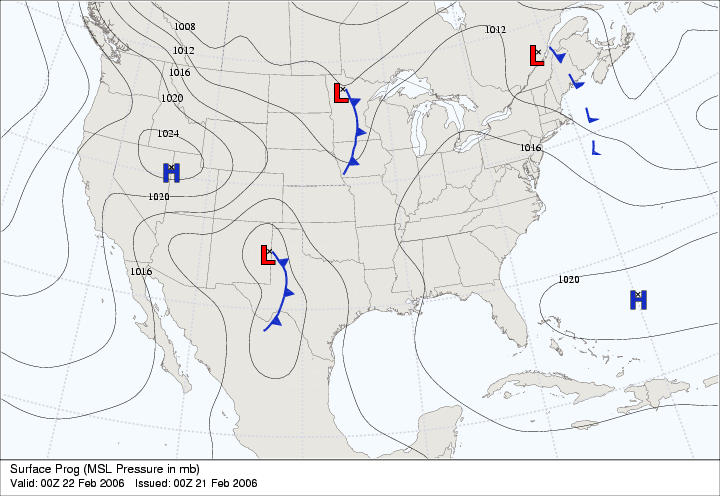 1008
1012
1012
L
1016
L
1020
1024
1016
H
1020
L
1016
1020
H
Surface Prog (MSL Pressure in mb)
Valid: 00Z 22 Feb 2006 Issued: 00Z 21 Feb 2006